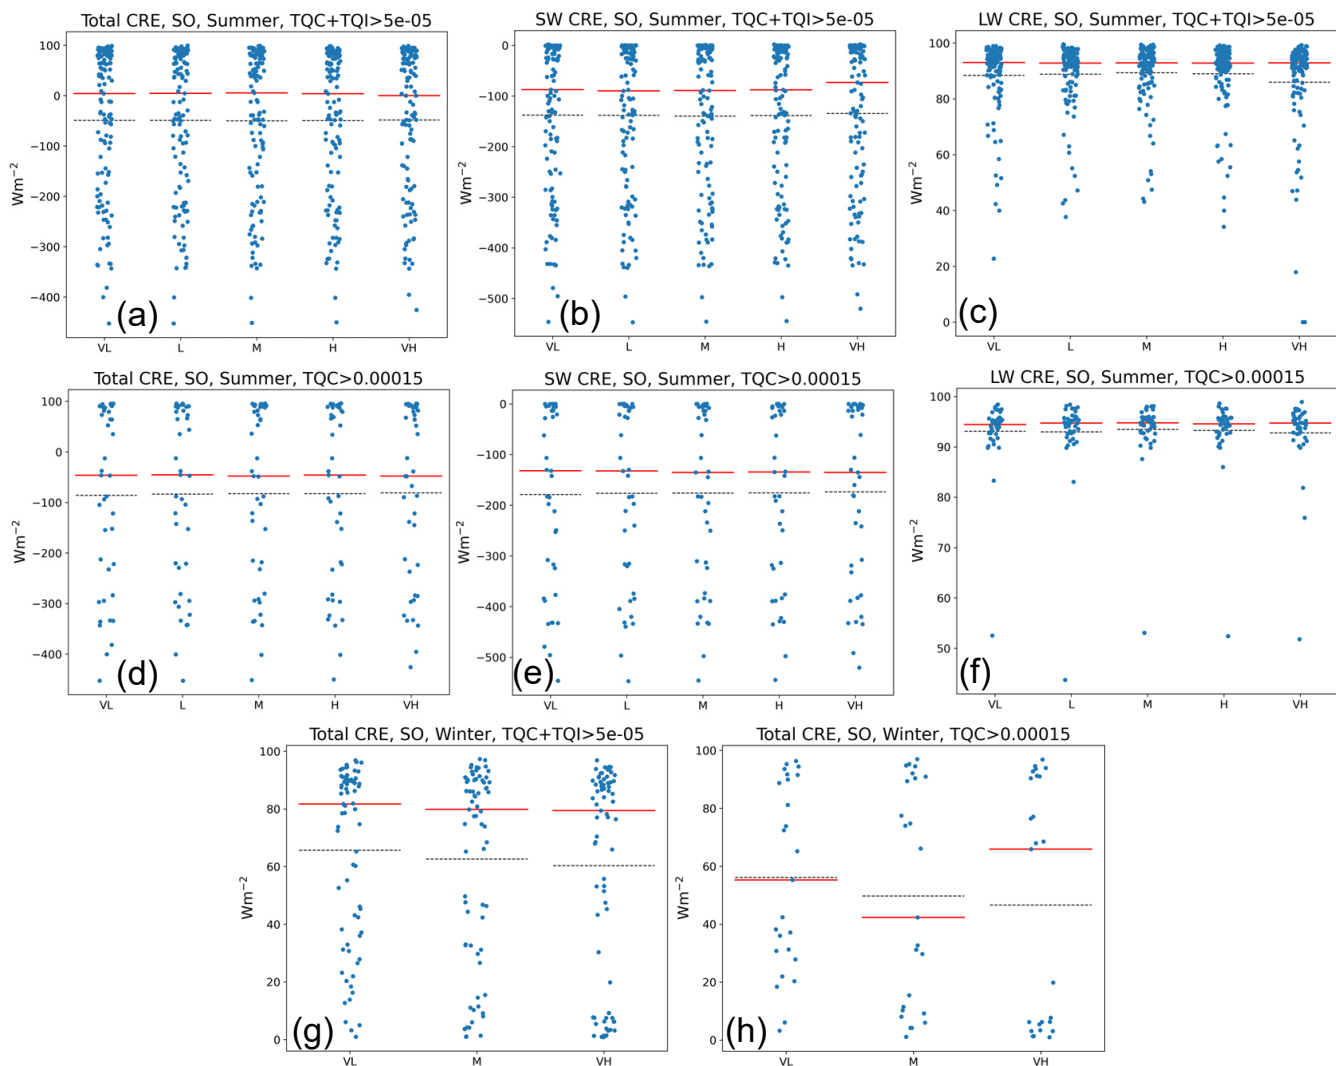 Total CRE, SO, Summer, TQC+TQI>5e-05
100
0
−100
−200
−300
−400
Wm−2
VL L M H VH
(a)
SW CRE, SO, Summer, TQC+TQI>5e-05
0
−100
−200
−300
−400
−500
Wm−2
VL L M H VH
(b)
LW CRE, SO, Summer, TQC+TQI>5e-05
100
80
60
40
20
0
Wm−2
VL L M H VH
(c)
Total CRE, SO, Summer, TQC>0.00015
100
0
−100
−200
−300
−400
Wm−2
VL L M H VH
(d)
SW CRE, SO, Summer, TQC>0.00015
0
−100
−200
−300
−400
−500
Wm−2
VL L M H VH
(e)
LW CRE, SO, Summer, TQC>0.00015
100
90
80
70
60
50
Wm−2
VL L M H VH
(f)
Total CRE, SO, Winter, TQC+TQI>5e-05
100
80
60
40
20
0
Wm−2
VL M VH
(g)
Total CRE, SO, Winter, TQC>0.00015
100
80
60
40
20
0
Wm−2
VL M VH
(h)